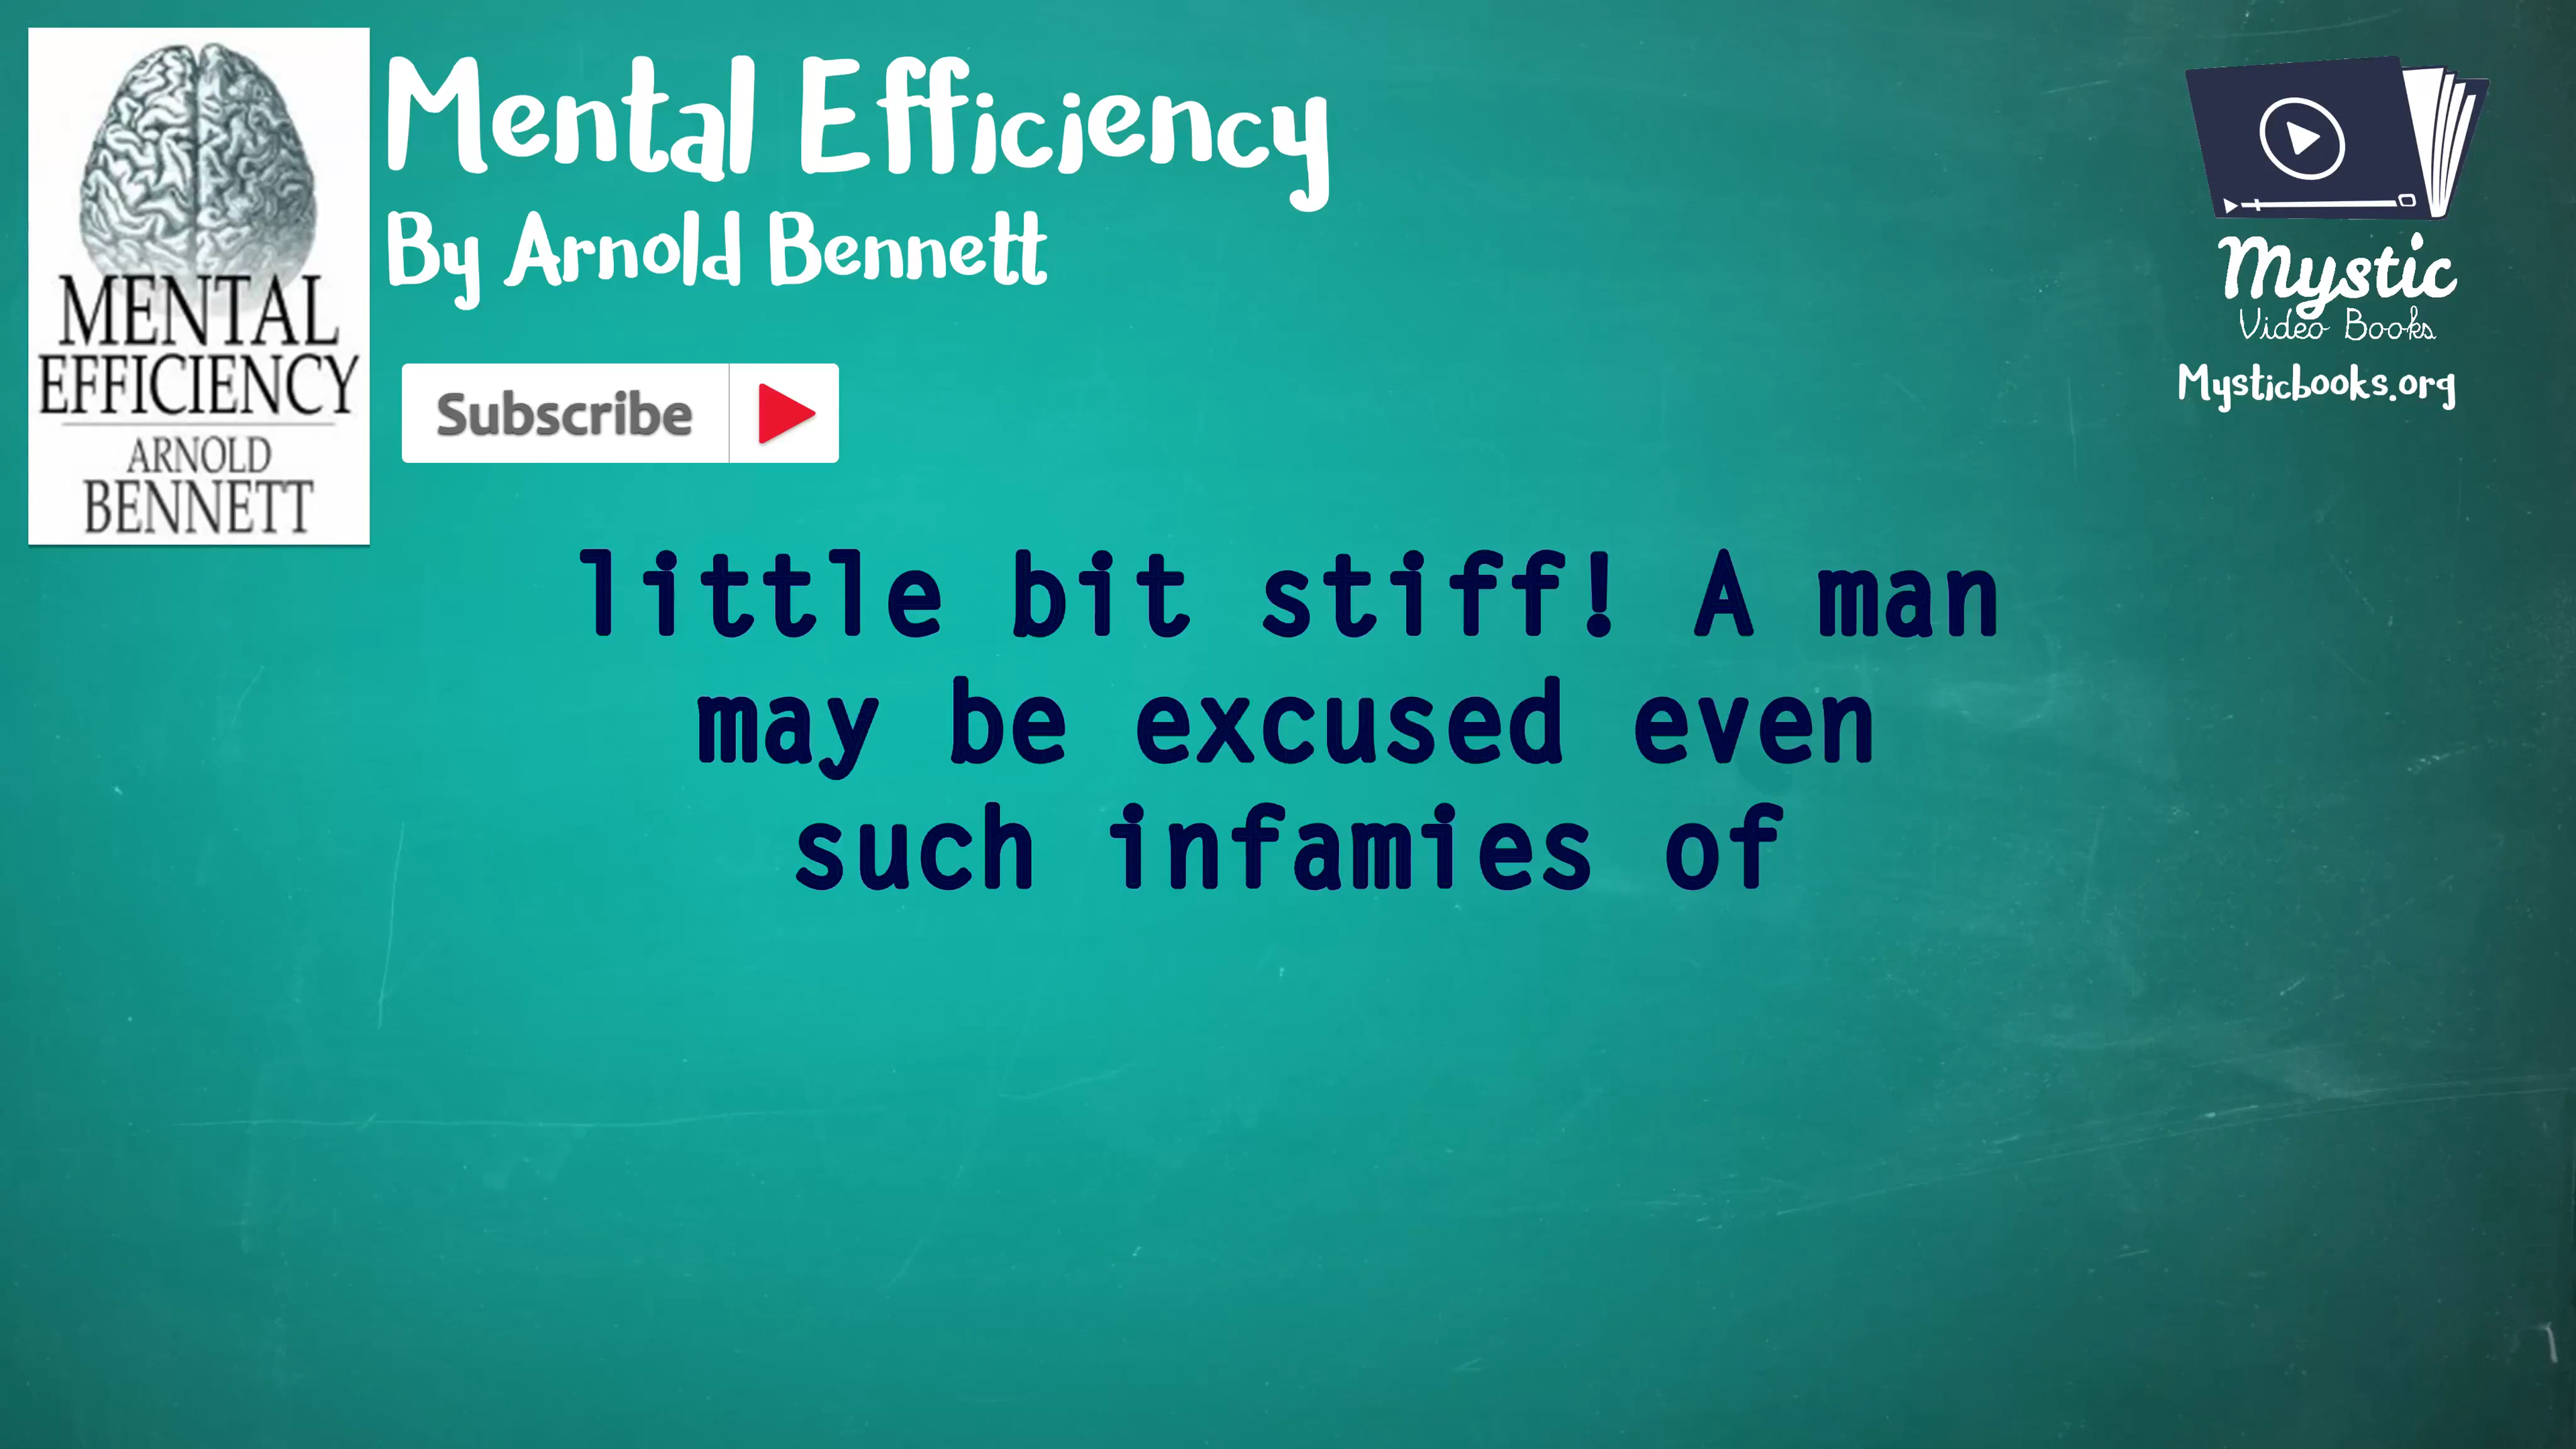 MENTAL
EFFICIENCY
ARNOLD
BENNETT
Mental Efficiency
By Arnold Bennett
Subscribe
Mystic
Video Books
Mysticbooks.org
little bit stiff! A man
may be excused even
such infamies of